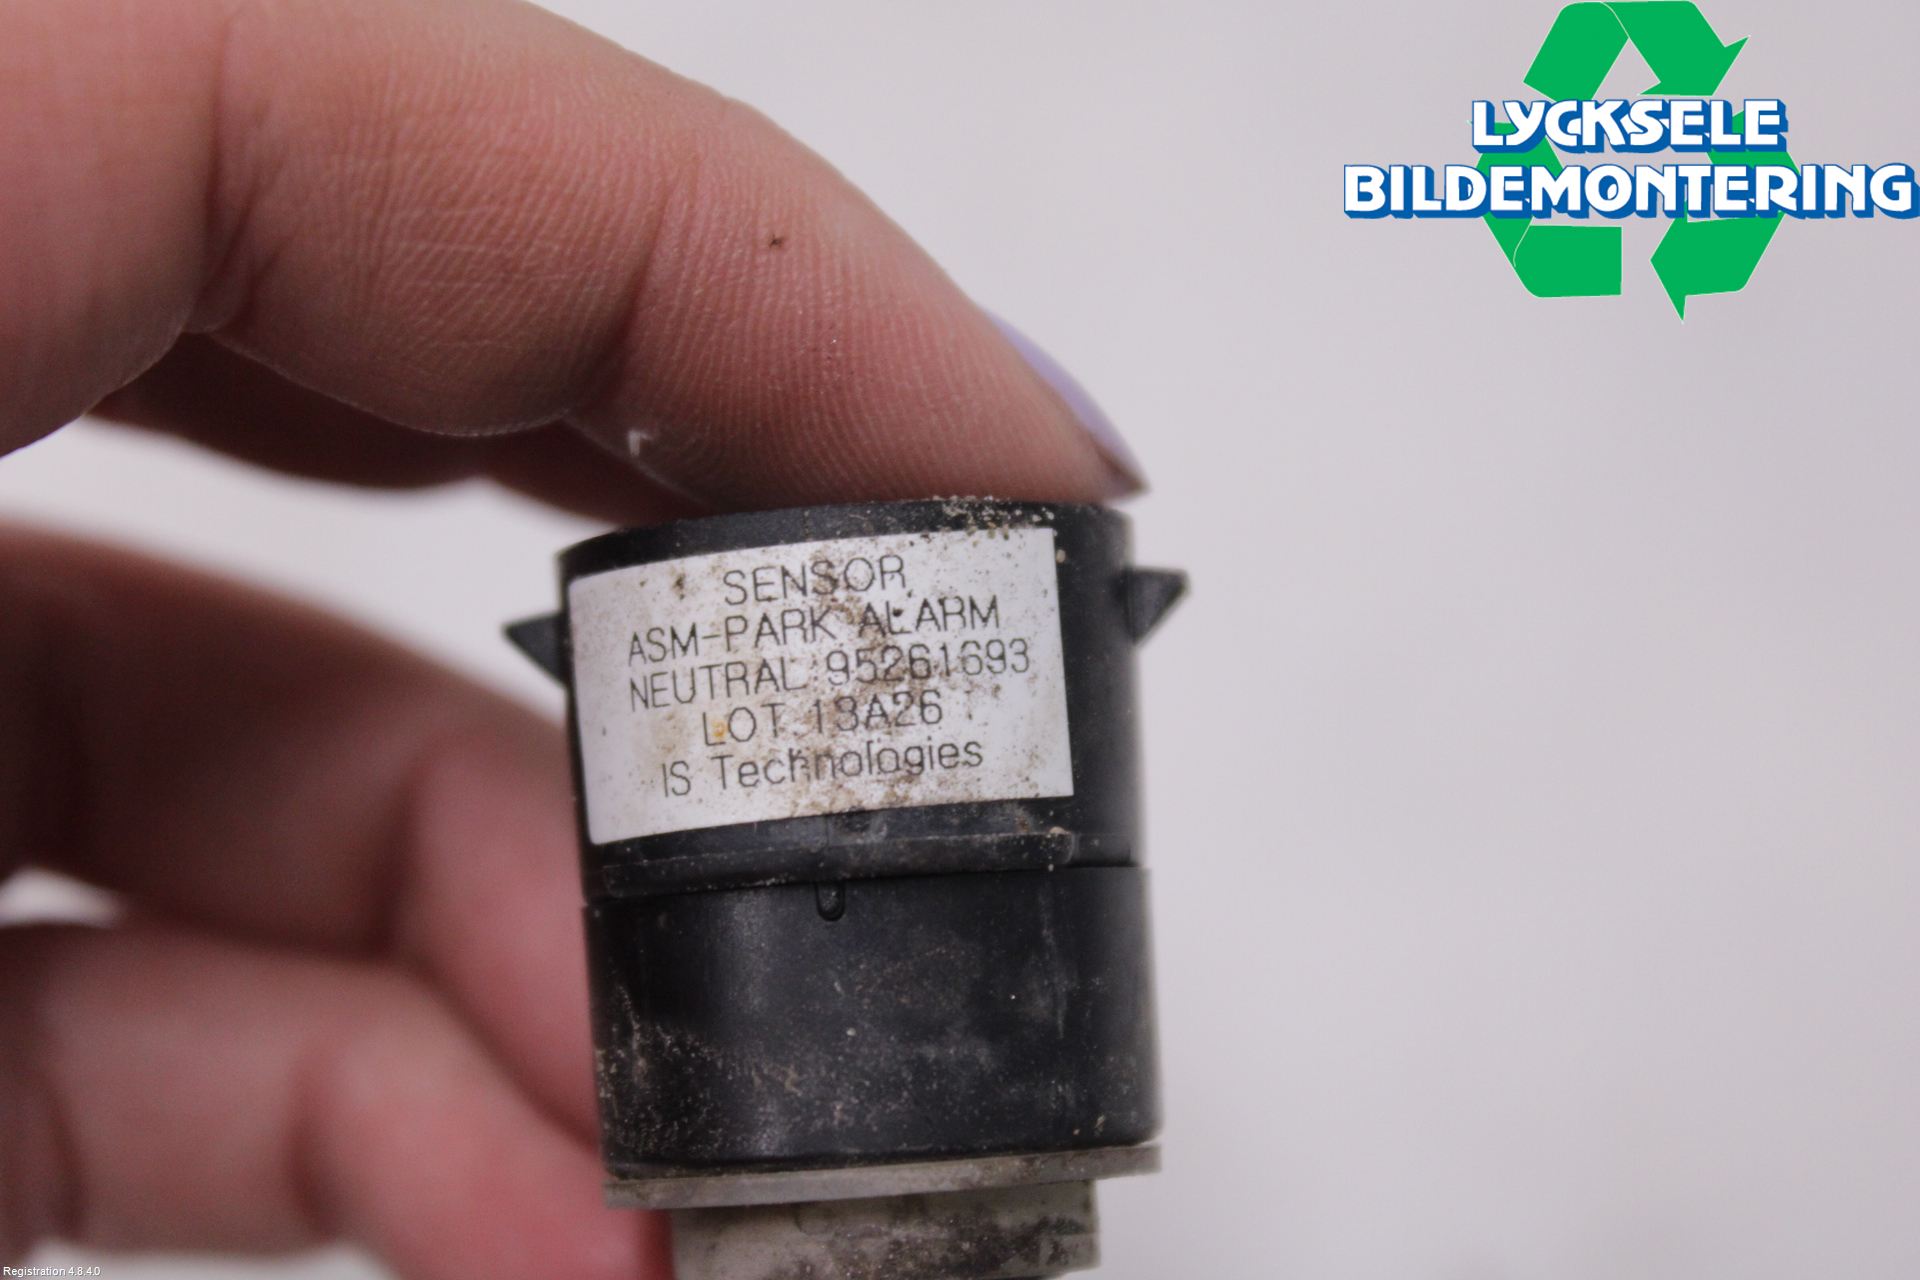 LYCKSELE
BILDEMONTERING
SENSOR
ASM-PARK ALARM
NEUTRAL 95261693
LOT 13A26
IS Technologies
Registration 4.8.4.0